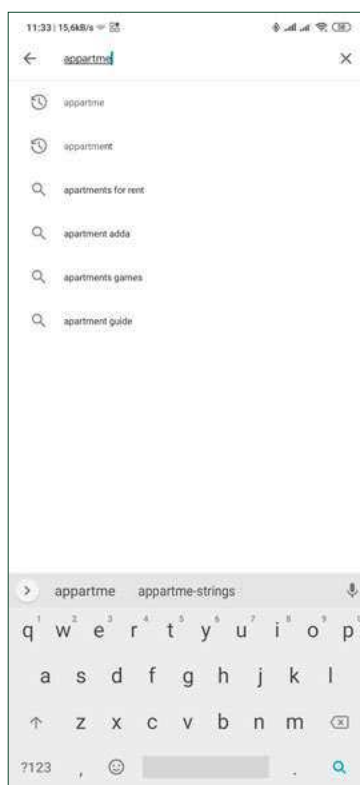 11:33 | 15,6kB/s
appartme
appartme
appartment
apartments for rent
apartment adda
apartments games
apartment guide
appartme appartme-strings
1 2 3 4 5 6 7 8 9 0
q w e r t y u i o p
a s d f g h j k l
z x c v b n m
?123 , .